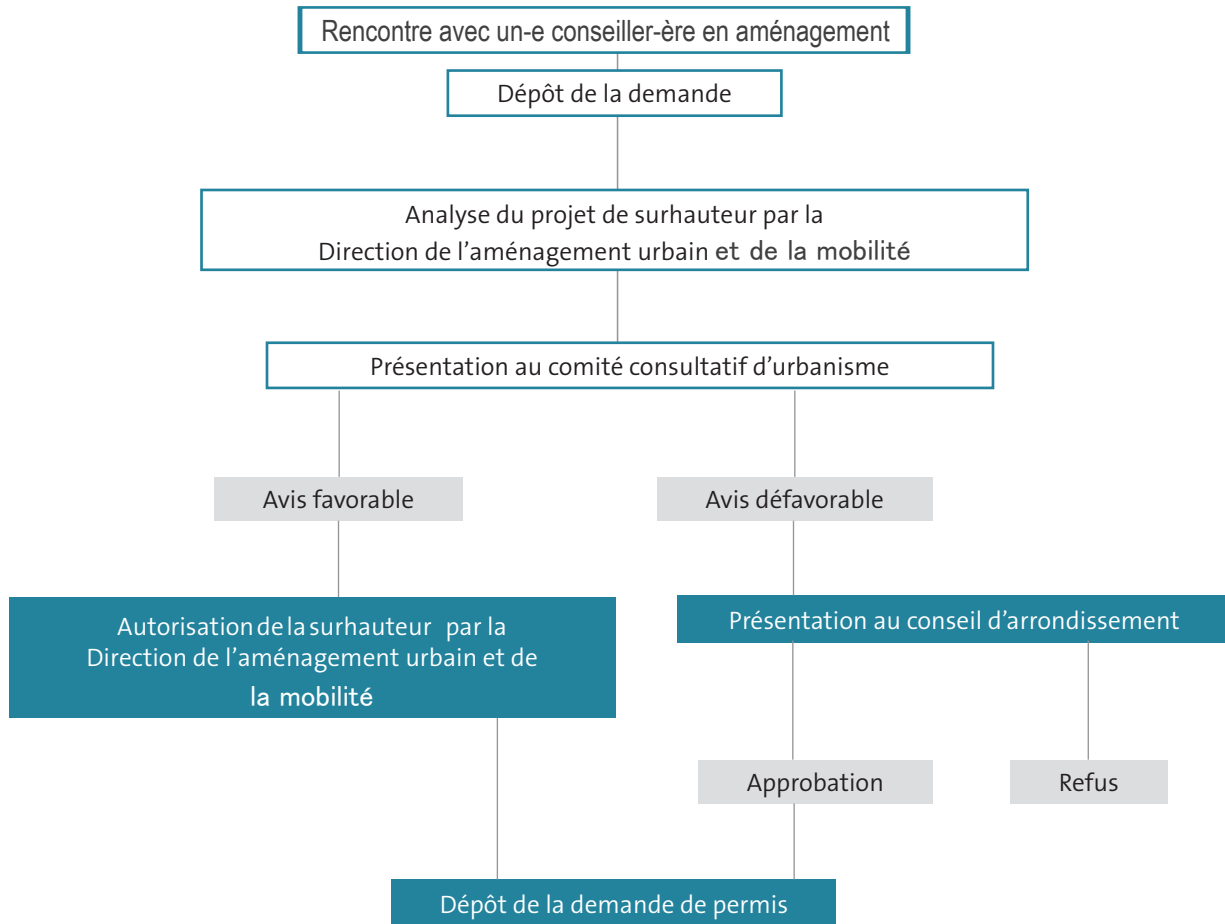 Rencontre avec un-e conseiller-ère en aménagement
Dépôt de la demande
Analyse du projet de surhauteur par la
Direction de l'aménagement urbain et de la mobilité
Présentation au comité consultatif d'urbanisme
Avis favorable
Avis défavorable
Autorisation de la surhauteur par la
Direction de l'aménagement urbain et de
la mobilité
Présentation au conseil d'arrondissement
Approbation
Refus
Dépôt de la demande de permis